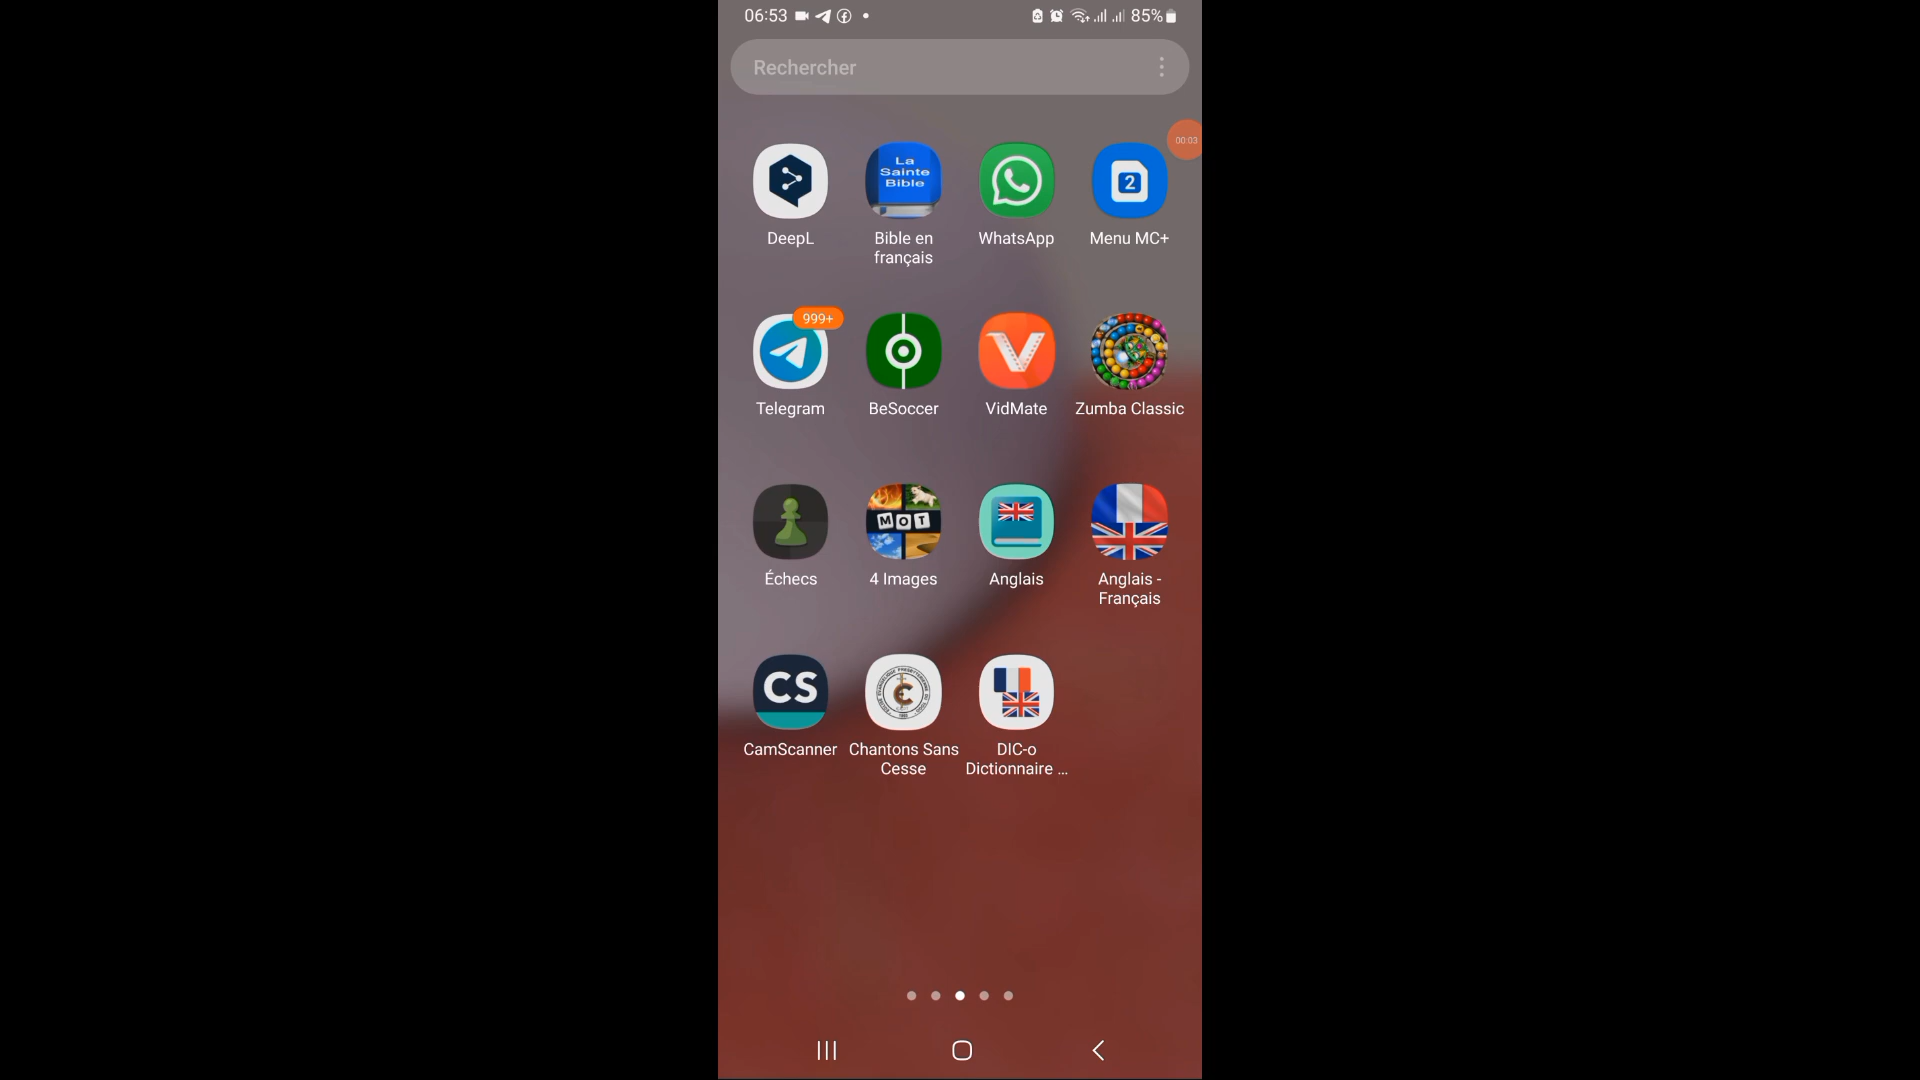 06:53
85%
Rechercher
00:03
La
Sainte
Bible
2
DeepL
Bible en
français
WhatsApp
Menu MC+
999+
Telegram
BeSoccer
VidMate
Zumba Classic
MOT
Échecs
4 Images
Anglais
Anglais -
Français
CS
CamScanner
Chantons Sans
Cesse
DIC-o
Dictionnaire ...